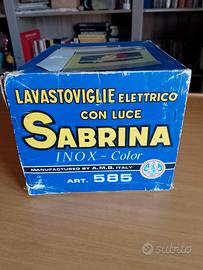 LAVASTOVIGLIE ELETTRICO
CON LUCE
SABRINA
INOX - Color
MANUFACTURED BY A.M.B. ITALY
ART. 585
subito